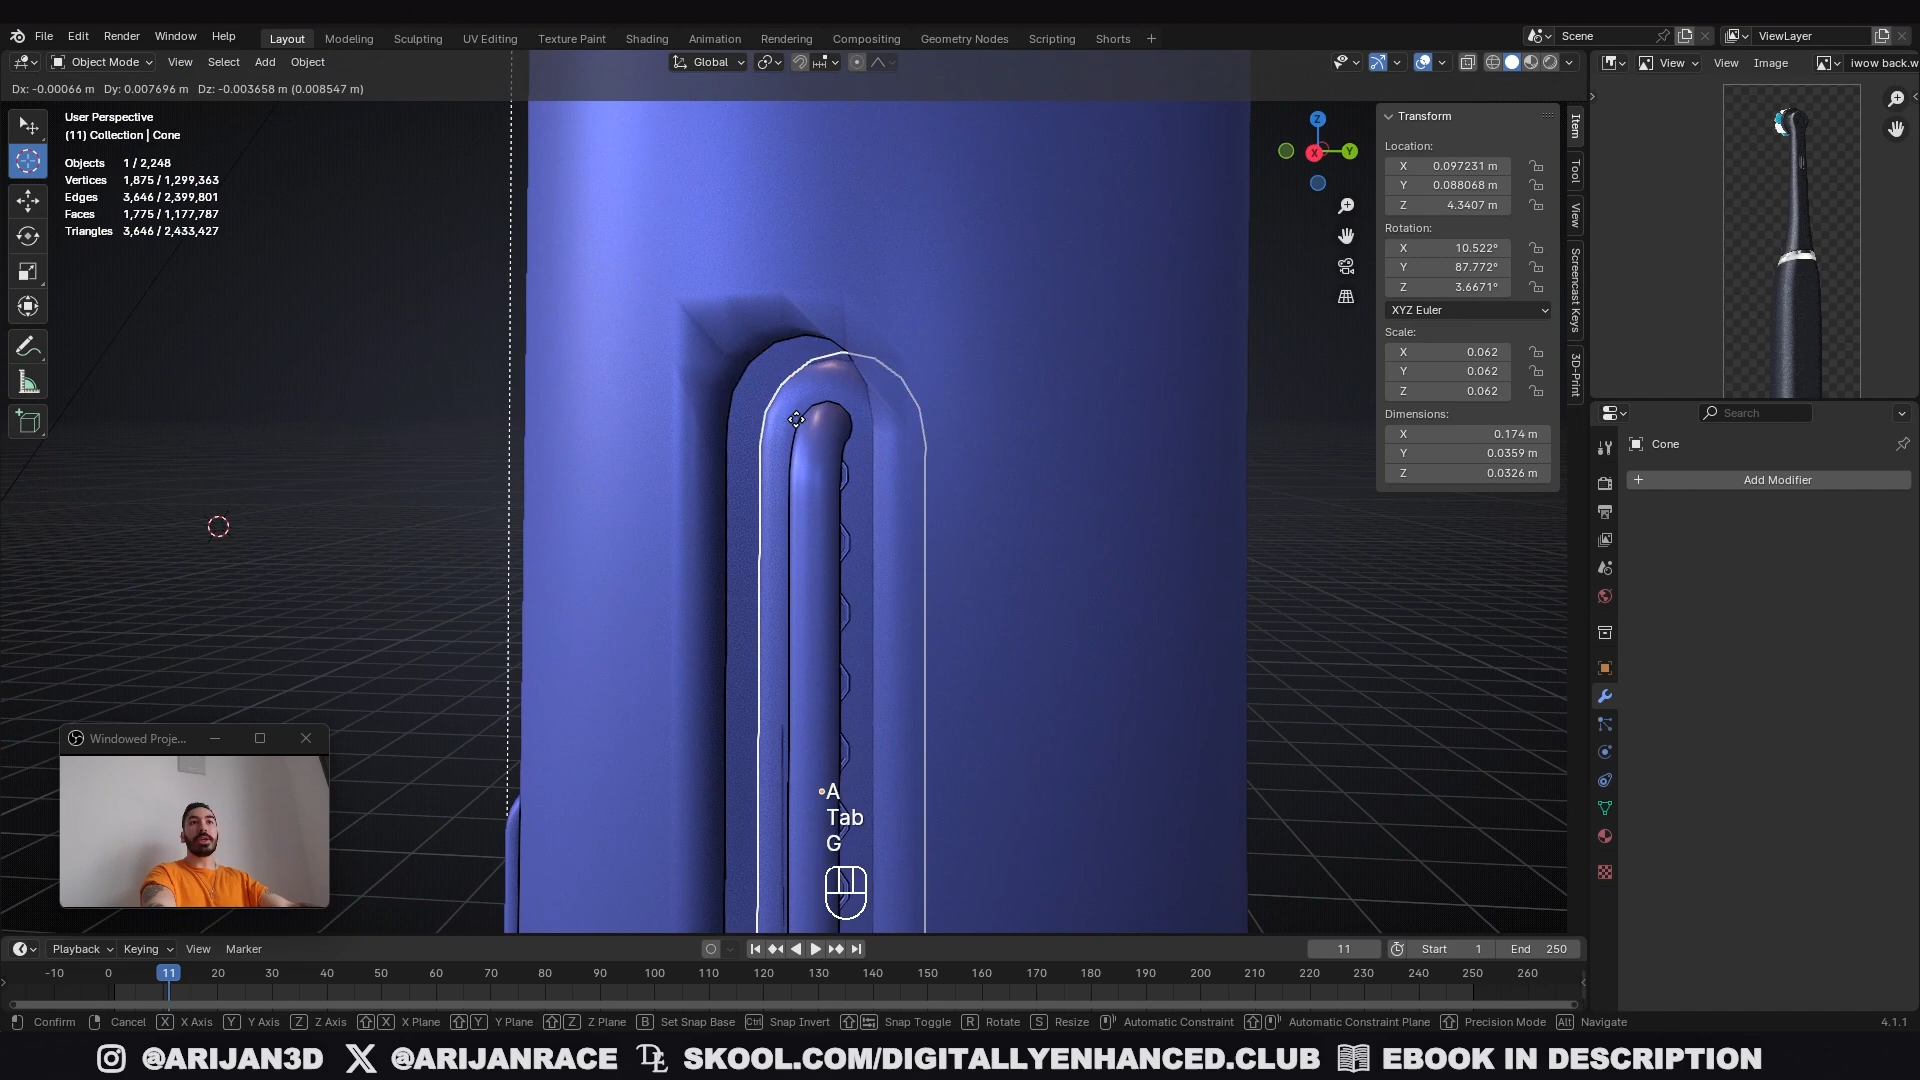 File Edit Render Window Help Layout Modeling Sculpting UV Editing Texture Paint Shading Animation Rendering Compositing Geometry Nodes Scripting Shorts + Scene ViewLayer
Object Mode View Select Add Object Global View View Image iwow back.w
Dx: -0.00066 m Dy: 0.007696 m Dz: -0.003658 m (0.008547 m)
User Perspective
(11) Collection | Cone
Objects 1 / 2,248
Vertices 1,875 / 1,299,363
Edges 3,646 / 2,399,801
Faces 1,775 / 1,177,787
Triangles 3,646 / 2,433,427
Z
X
Y
Transform
Location:
X 0.097231 m
Y 0.088068 m
Z 4.3407 m
Rotation:
X 10.522°
Y 87.772°
Z 3.6671°
XYZ Euler
Scale:
X 0.062
Y 0.062
Z 0.062
Dimensions:
X 0.174 m
Y 0.0359 m
Z 0.0326 m
Item
Tool
View
Screencast Keys
3D-Print
Search
Cone
+ Add Modifier
Windowed Proje...
A
Tab
G
Playback Keying View Marker 11 Start 1 End 250
-10 0 11 20 30 40 50 60 70 80 90 100 110 120 130 140 150 160 170 180 190 200 210 220 230 240 250 260
Confirm Cancel X X Axis Y Y Axis Z Z Axis X X Plane Y Y Plane Z Z Plane B Set Snap Base Ctrl Snap Invert Snap Toggle R Rotate S Resize Automatic Constraint Automatic Constraint Plane Precision Mode Alt Navigate 4.1.1
@ARIJAN3D @ARIJANRACE SKOOL.COM/DIGITALLYENHANCED.CLUB EBOOK IN DESCRIPTION